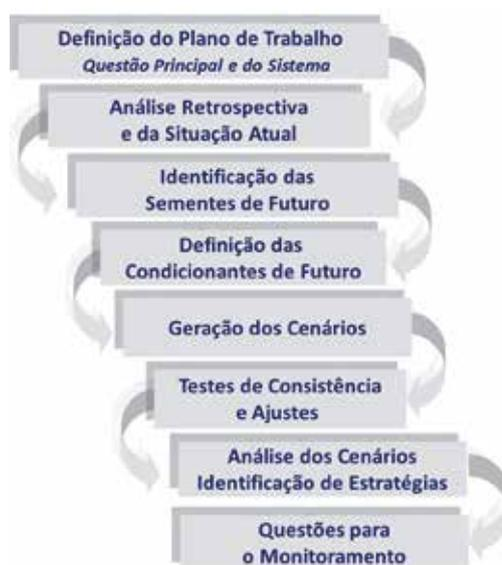 Definição do Plano de Trabalho
Questão Principal e do Sistema
Análise Retrospectiva
e da Situação Atual
Identificação das
Sementes de Futuro
Definição das
Condicionantes de Futuro
Geração dos Cenários
Testes de Consistência
e Ajustes
Análise dos Cenários
Identificação de Estratégias
Questões para
o Monitoramento